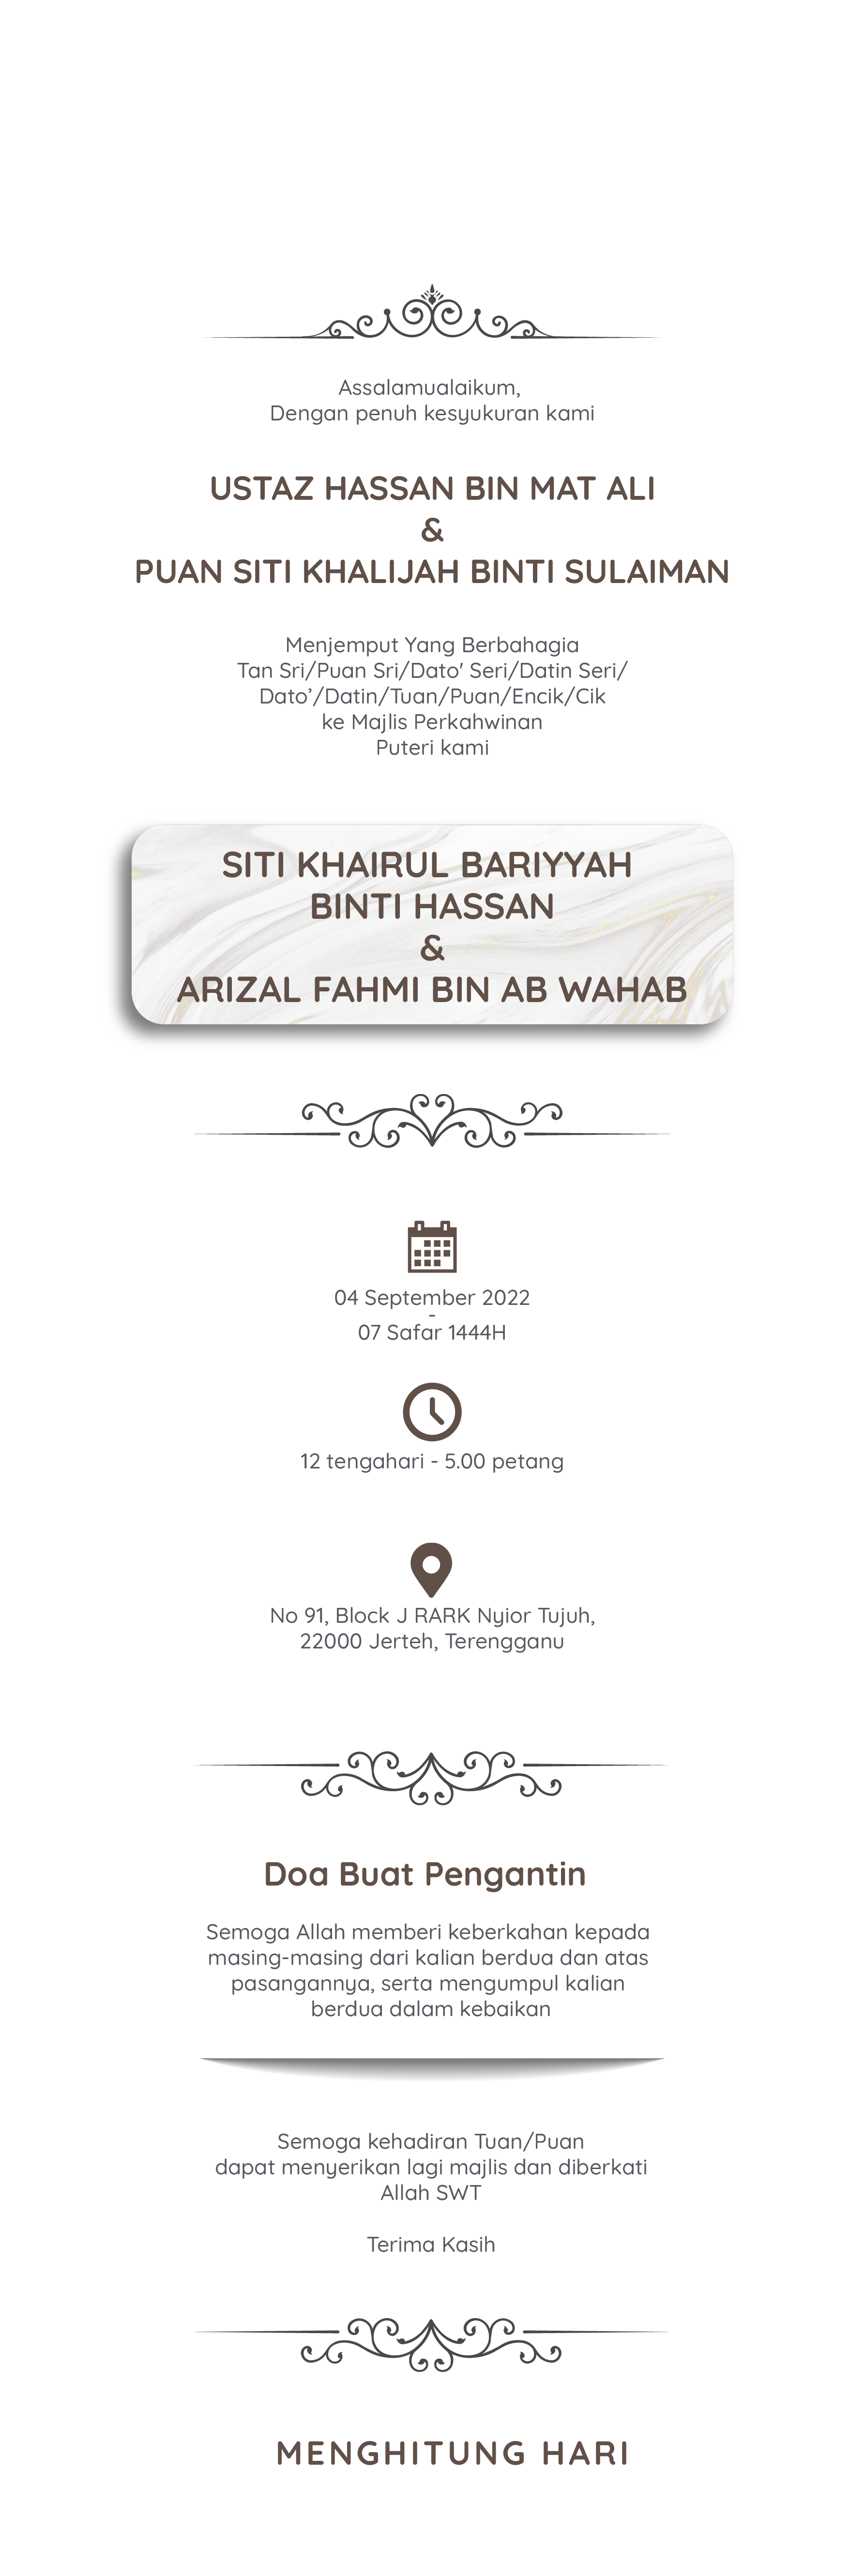 Assalamualaikum,
Dengan penuh kesyukuran kami
USTAZ HASSAN BIN MAT ALI
&
PUAN SITI KHALIJAH BINTI SULAIMAN
Menjemput Yang Berbahagia
Tan Sri/Puan Sri/Dato' Seri/Datin Seri/
Dato’/Datin/Tuan/Puan/Encik/Cik
ke Majlis Perkahwinan
Puteri kami
SITI KHAIRUL BARIYYAH
BINTI HASSAN
&
ARIZAL FAHMI BIN AB WAHAB
04 September 2022
-
07 Safar 1444H
12 tengahari - 5.00 petang
No 91, Block J RARK Nyior Tujuh,
22000 Jerteh, Terengganu
Doa Buat Pengantin
Semoga Allah memberi keberkahan kepada
masing-masing dari kalian berdua dan atas
pasangannya, serta mengumpul kalian
berdua dalam kebaikan
Semoga kehadiran Tuan/Puan
dapat menyerikan lagi majlis dan diberkati
Allah SWT
Terima Kasih
MENGHITUNG HARI